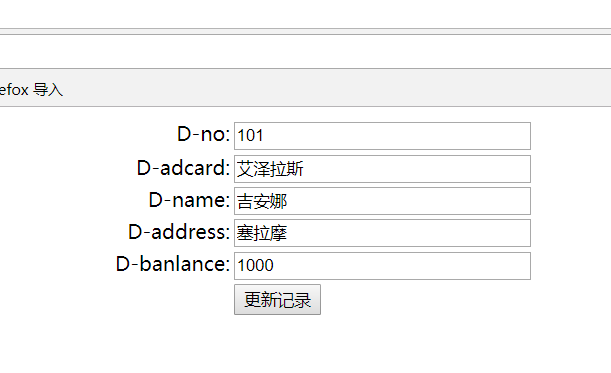 efox 导入
D-no: 101
D-adcard: 艾泽拉斯
D-name: 吉安娜
D-address: 塞拉摩
D-banlance: 1000
更新记录